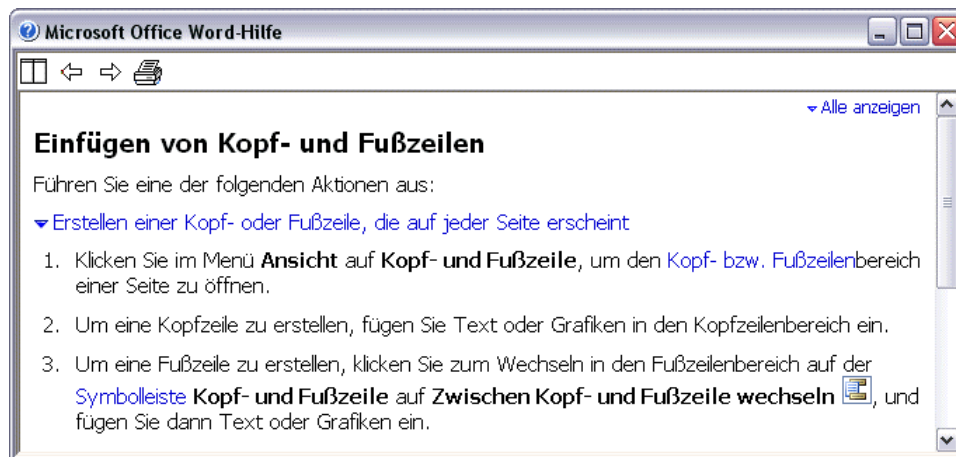 Microsoft Office Word-Hilfe
Alle anzeigen
Einfügen von Kopf- und Fußzeilen
Führen Sie eine der folgenden Aktionen aus:
Erstellen einer Kopf- oder Fußzeile, die auf jeder Seite erscheint
1. Klicken Sie im Menü Ansicht auf Kopf- und Fußzeile, um den Kopf- bzw. Fußzeilenbereich
einer Seite zu öffnen.
2. Um eine Kopfzeile zu erstellen, fügen Sie Text oder Grafiken in den Kopfzeilenbereich ein.
3. Um eine Fußzeile zu erstellen, klicken Sie zum Wechseln in den Fußzeilenbereich auf der
Symbolleiste Kopf- und Fußzeile auf Zwischen Kopf- und Fußzeile wechseln , und
fügen Sie dann Text oder Grafiken ein.